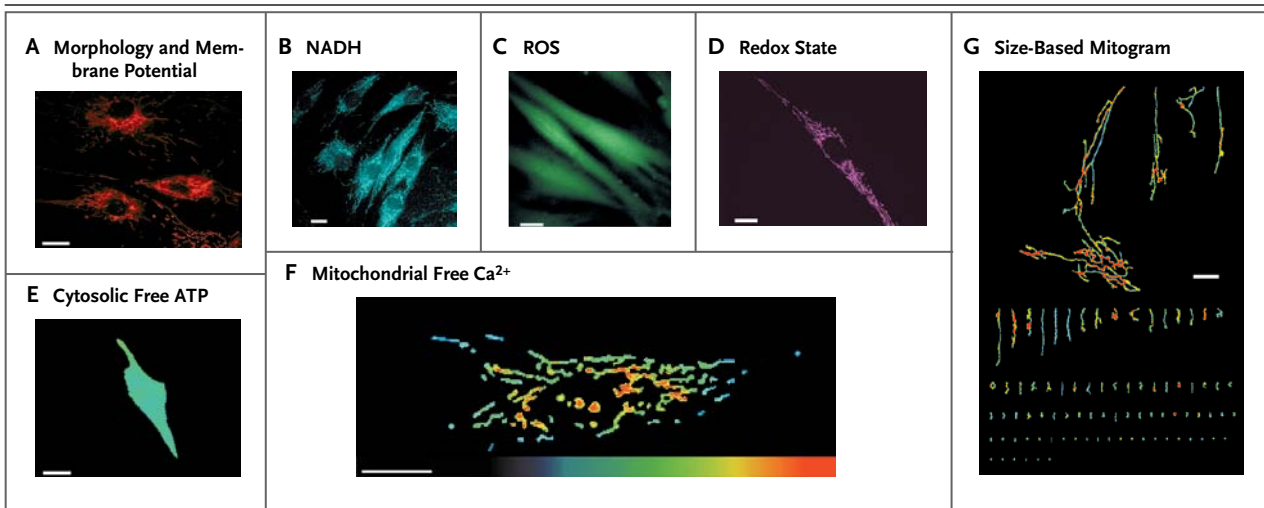 A Morphology and Mem-
brane Potential
B NADH
C ROS
D Redox State
G Size-Based Mitogram
E Cytosolic Free ATP
F Mitochondrial Free Ca²⁺